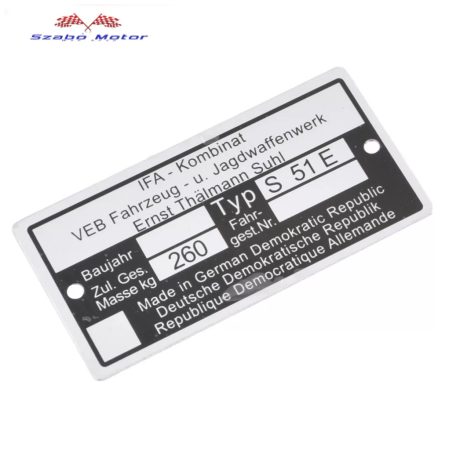 Szabo Motor
IFA - Kombinat
VEB Fahrzeug - u. Jagdwaffenwerk
Ernst Thälmann Suhl
Baujahr
Typ S 51 E
Zul. Ges.
Masse kg 260
Fahr-
gest.Nr.
Made in German Demokratic Republic
Deutsche Demokratische Republik
Republique Democratique Allemande